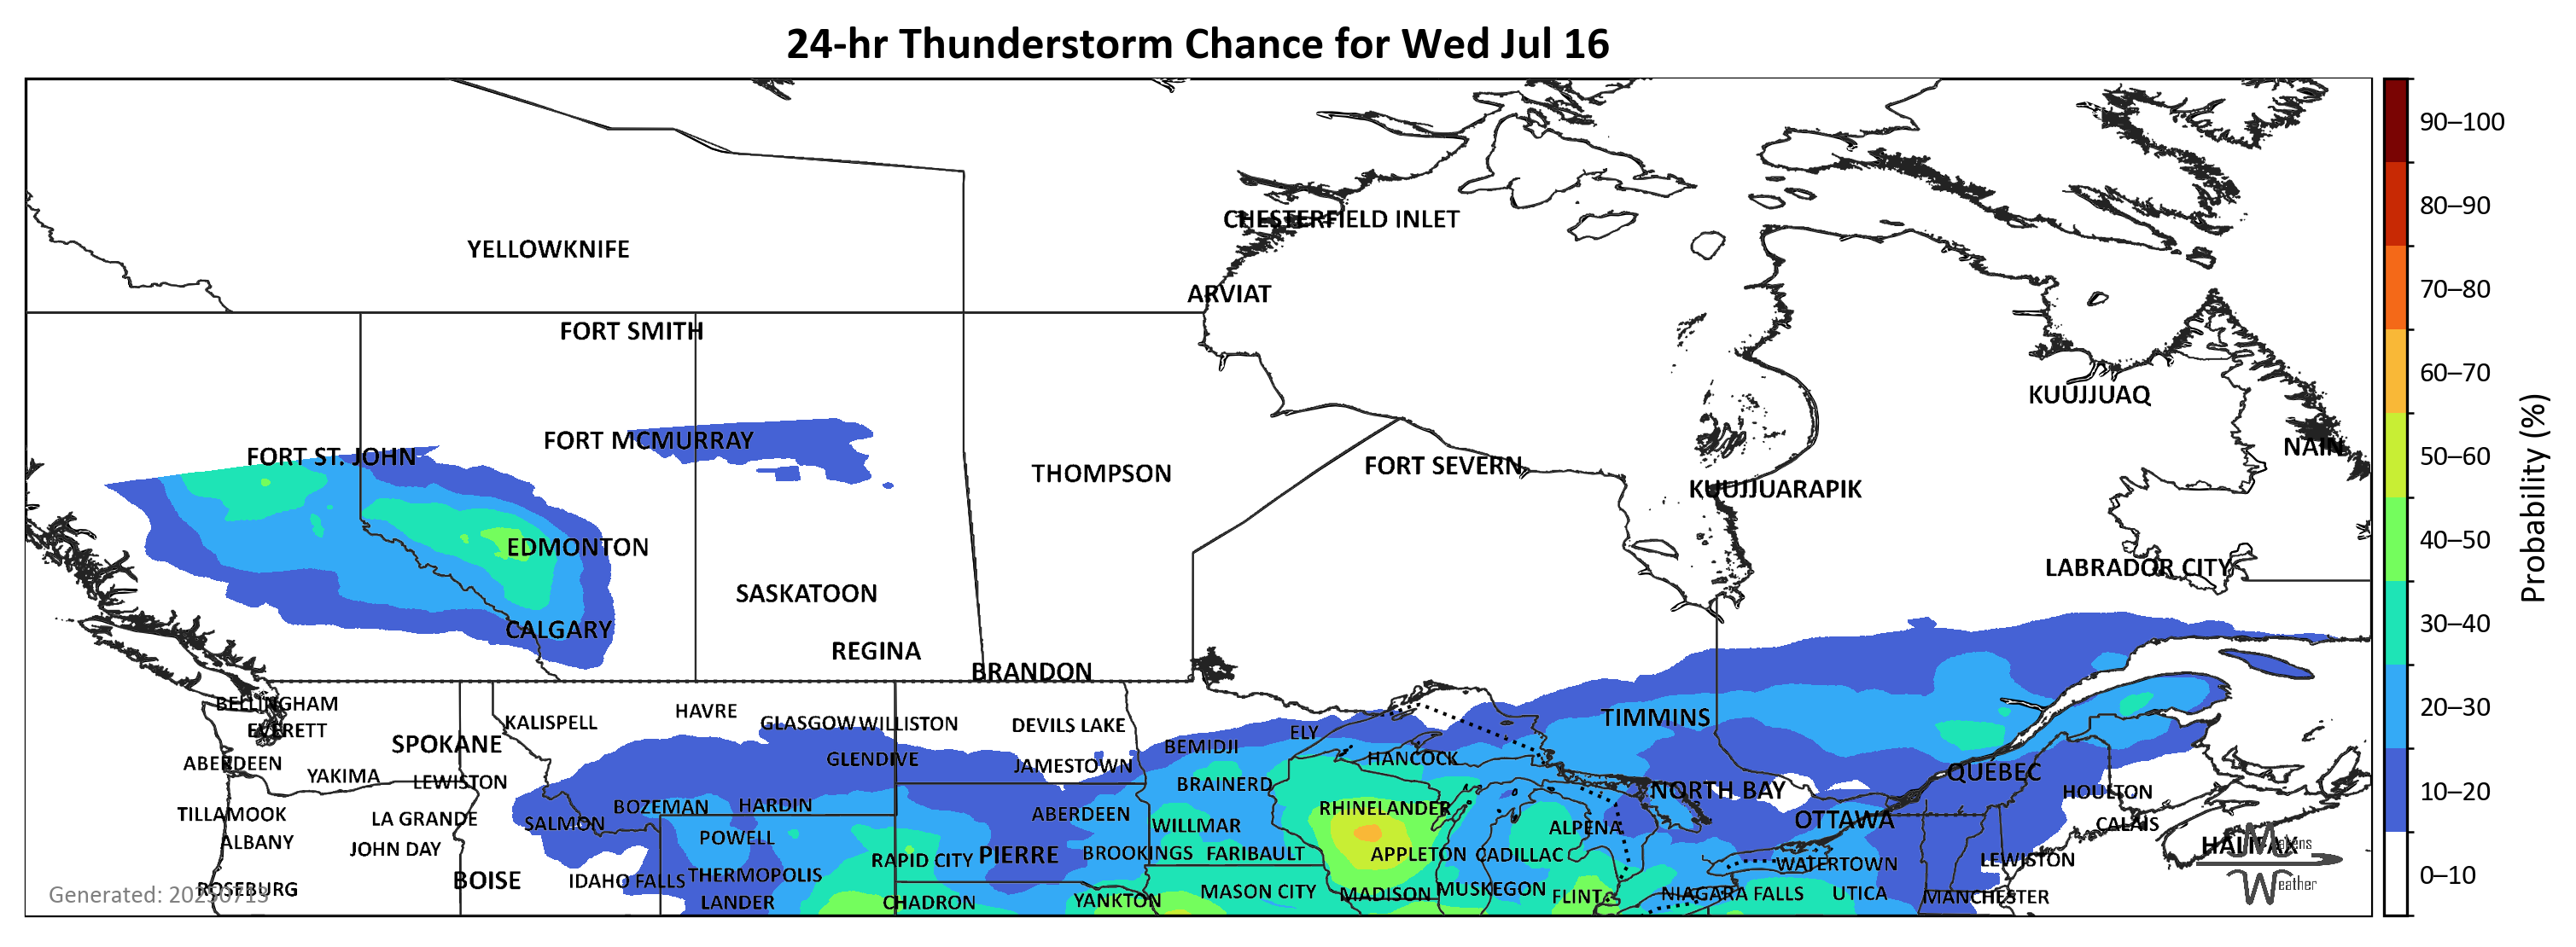 24-hr Thunderstorm Chance for Wed Jul 16
90–100
80–90
70–80
60–70
50–60
40–50
30–40
20–30
10–20
0–10
Probability (%)
CHESTERFIELD INLET
YELLOWKNIFE
ARVIAT
FORT SMITH
KUUJJUAQ
FORT MCMURRAY
NAIN
FORT ST. JOHN
FORT SEVERN
THOMPSON
KUUJJUARAPIK
EDMONTON
LABRADOR CITY
SASKATOON
CALGARY
REGINA
BRANDON
BELLINGHAM
HAVRE
TIMMINS
KALISPELL
GLASGOW WILLISTON
DEVILS LAKE
EVERETT
ELY
SPOKANE
BEMIDJI
GLENDIVE
HANCOCK
ABERDEEN
JAMESTOWN
QUEBEC
YAKIMA
LEWISTON
BRAINERD
NORTH BAY
HOULTON
BOZEMAN
HARDIN
RHINELANDER
TILLAMOOK
ABERDEEN
LA GRANDE
SALMON
WILLMAR
ALPENA
OTTAWA
CALAIS
POWELL
ALBANY
JOHN DAY
HALIFAX
Makens
Weather
RAPID CITY
PIERRE
BROOKINGS
FARIBAULT
APPLETON
CADILLAC
WATERTOWN
LEWISTON
BOISE
IDAHO FALLS
THERMOPOLIS
ROSEBURG
MASON CITY
MADISON
MUSKEGON
FLINT
NIAGARA FALLS
UTICA
MANCHESTER
LANDER
CHADRON
YANKTON
Generated: 20250713